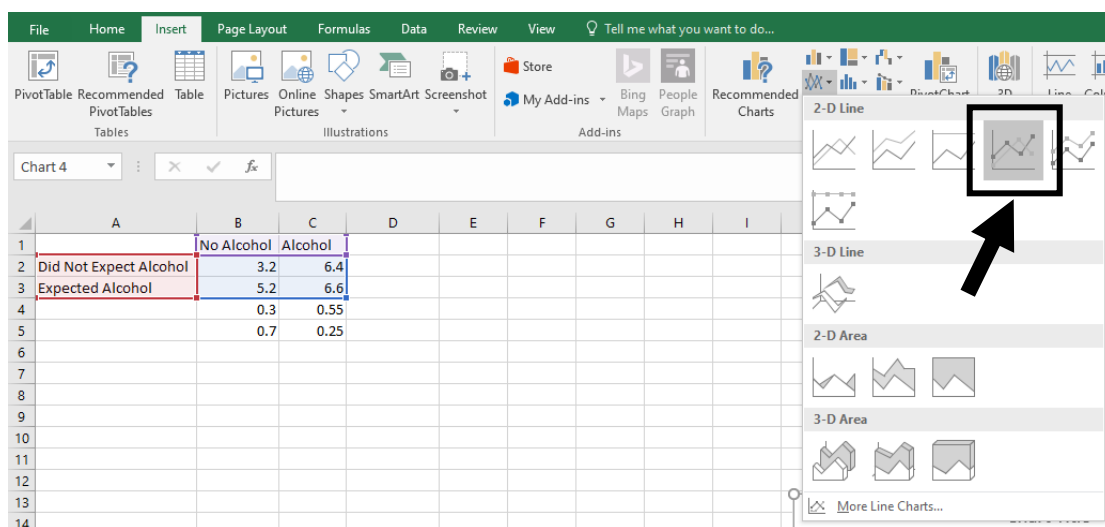 File Home Insert Page Layout Formulas Data Review View Tell me what you want to do...
PivotTable Recommended PivotTables Table Pictures Online Pictures Shapes SmartArt Screenshot
Store
My Add-ins
Bing Maps People Graph Recommended Charts
PivotChart 3D Line
Tables Illustrations Add-ins
2-D Line
Chart 4 fx
A B C D E F G H I
1 No Alcohol Alcohol
2 Did Not Expect Alcohol 3.2 6.4
3 Expected Alcohol 5.2 6.6
4 0.3 0.55
5 0.7 0.25
6
7
8
9
10
11
12
13
14
3-D Line
2-D Area
3-D Area
More Line Charts...